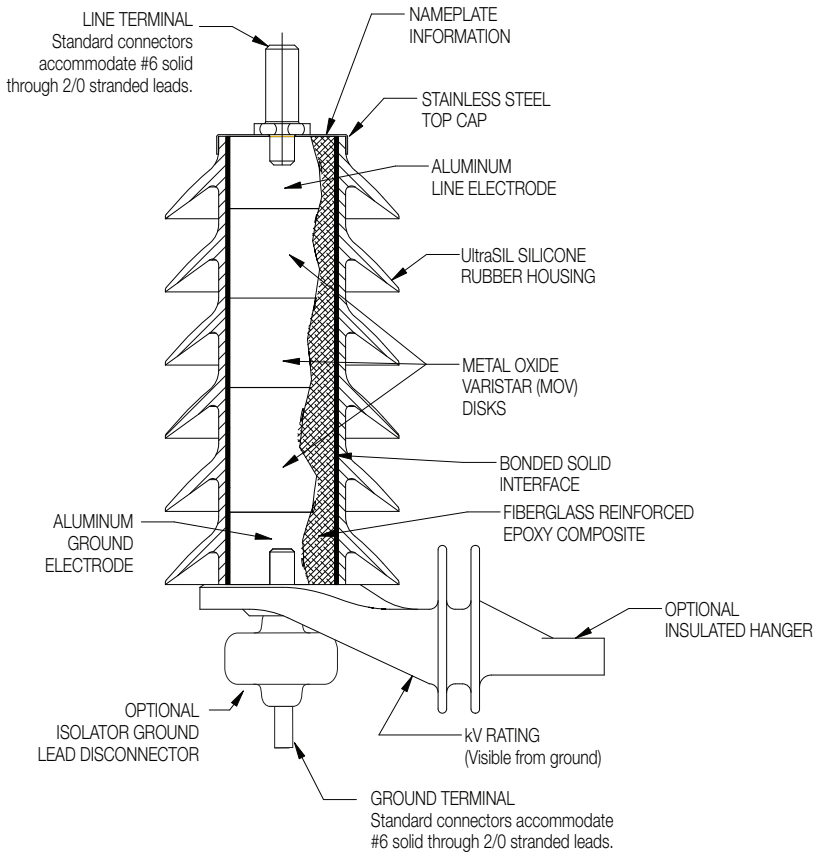 LINE TERMINAL
Standard connectors
accommodate #6 solid
through 2/0 stranded leads.
NAMEPLATE
INFORMATION
STAINLESS STEEL
TOP CAP
ALUMINUM
LINE ELECTRODE
UltraSIL SILICONE
RUBBER HOUSING
METAL OXIDE
VARISTAR (MOV)
DISKS
BONDED SOLID
INTERFACE
FIBERGLASS REINFORCED
EPOXY COMPOSITE
ALUMINUM
GROUND
ELECTRODE
OPTIONAL
INSULATED HANGER
OPTIONAL
ISOLATOR GROUND
LEAD DISCONNECTOR
kV RATING
(Visible from ground)
GROUND TERMINAL
Standard connectors accommodate
#6 solid through 2/0 stranded leads.